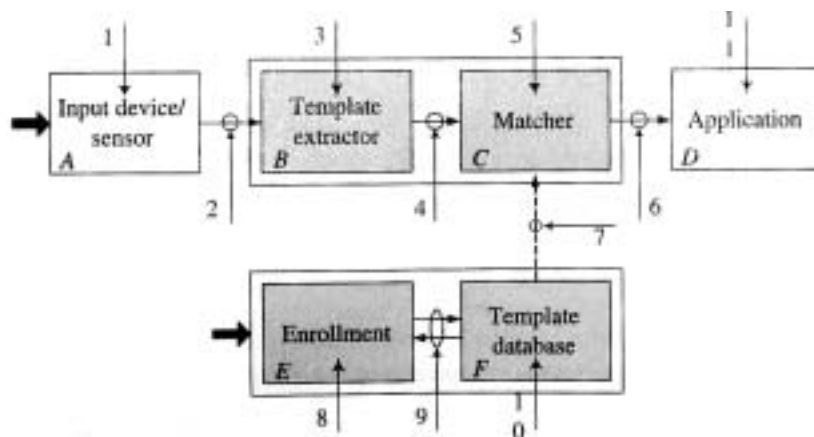 1
3
5
1
1
Input device/
sensor
A
Template
extractor
B
Matcher
C
Application
D
2
4
6
7
Enrollment
E
Template
database
F
8
9
1
0